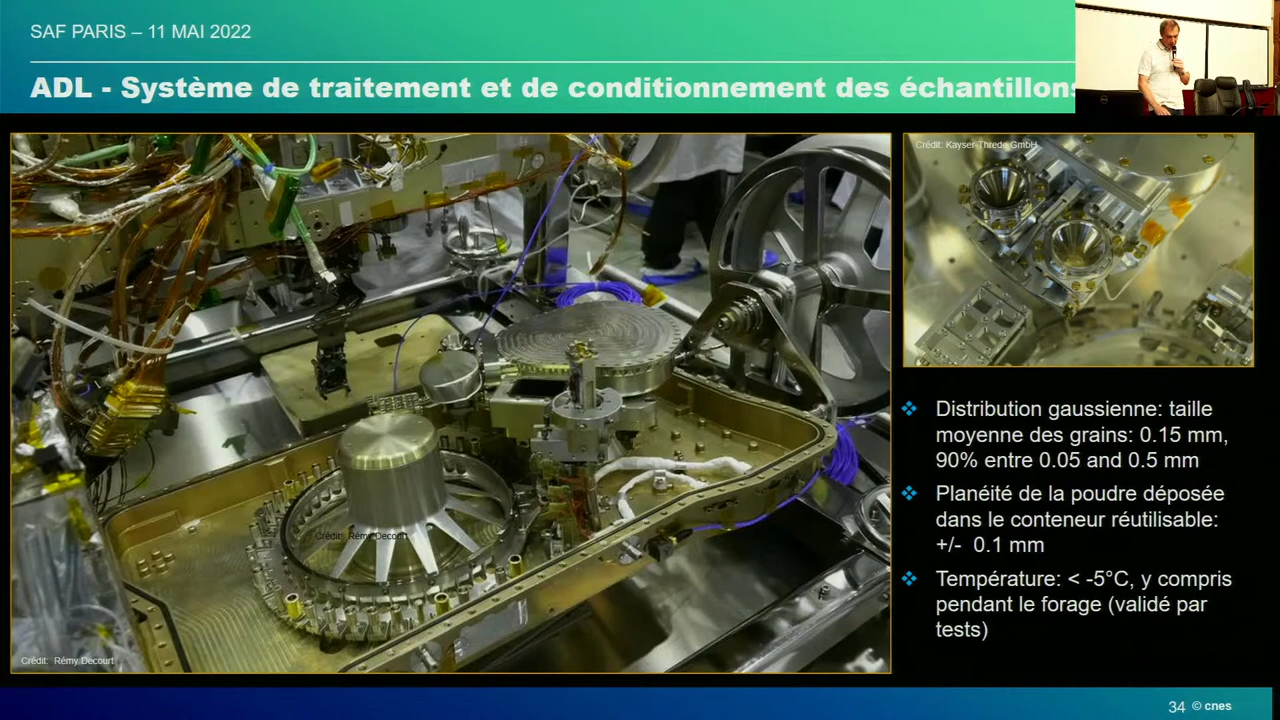 SAF PARIS – 11 MAI 2022
ADL - Système de traitement et de conditionnement des échantillons
Crédit: Kayser-Threde GmbH
Crédit: Rémy Decourt
Crédit: Rémy Decourt
Distribution gaussienne: taille
moyenne des grains: 0.15 mm,
90% entre 0.05 and 0.5 mm
Planéité de la poudre déposée
dans le conteneur réutilisable:
+/- 0.1 mm
Température: < -5°C, y compris
pendant le forage (validé par
tests)
34 © cnes